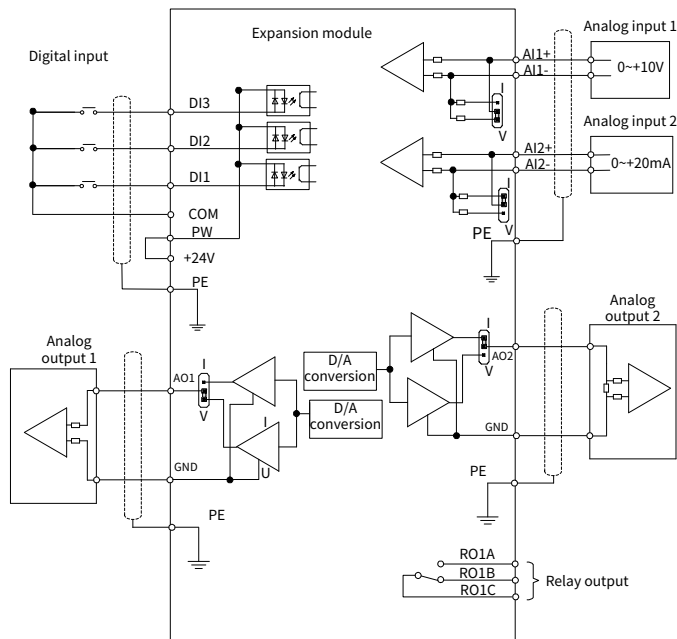 Analog input 1
Expansion module
Digital input
AI1+
AI1-
0~+10V
I
V
DI3
DI2
DI1
COM
PW
+24V
PE
Analog input 2
AI2+
AI2-
0~+20mA
I
V
PE
Analog
output 1
AO1
I
V
I
U
GND
PE
D/A
conversion
D/A
conversion
I
V
AO2
GND
PE
Analog
output 2
RO1A
RO1B
RO1C
Relay output